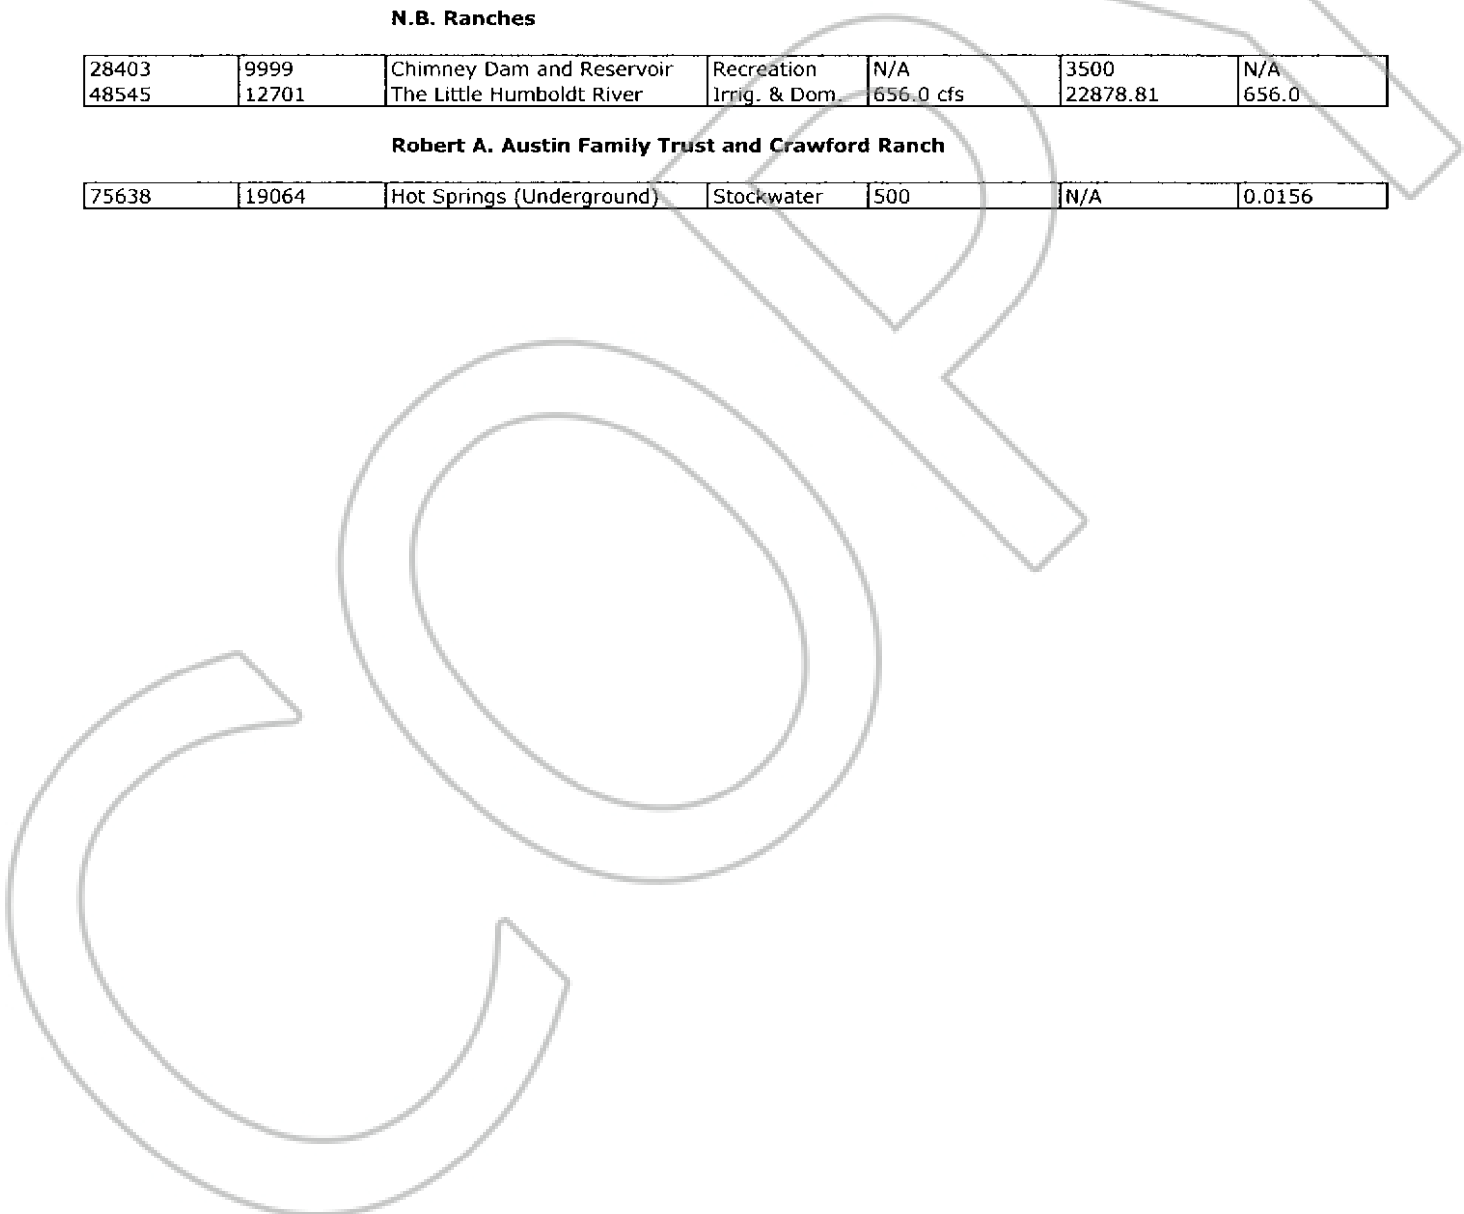 N.B. Ranches
28403 9999 Chimney Dam and Reservoir Recreation N/A 3500 N/A
48545 12701 The Little Humboldt River Irrig. & Dom. 656.0 cfs 22878.81 656.0
Robert A. Austin Family Trust and Crawford Ranch
75638 19064 Hot Springs (Underground) Stockwater 500 N/A 0.0156
COPY